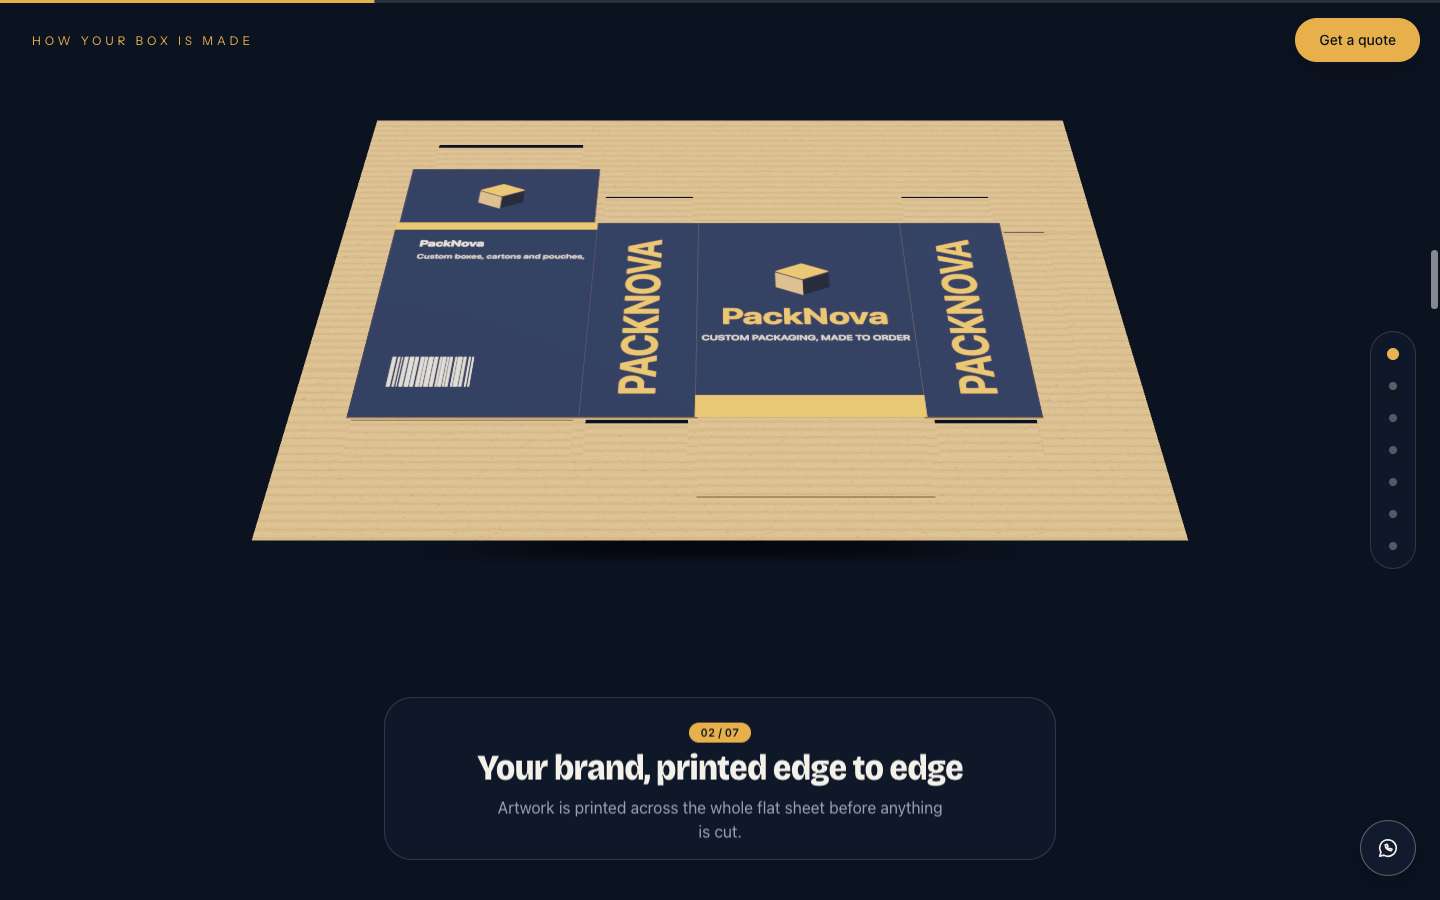 HOW YOUR BOX IS MADE
Get a quote
PackNova
Custom boxes, cartons and pouches,
PACKNOVA
PackNova
CUSTOM PACKAGING, MADE TO ORDER
PACKNOVA
02 / 07
Your brand, printed edge to edge
Artwork is printed across the whole flat sheet before anything
is cut.